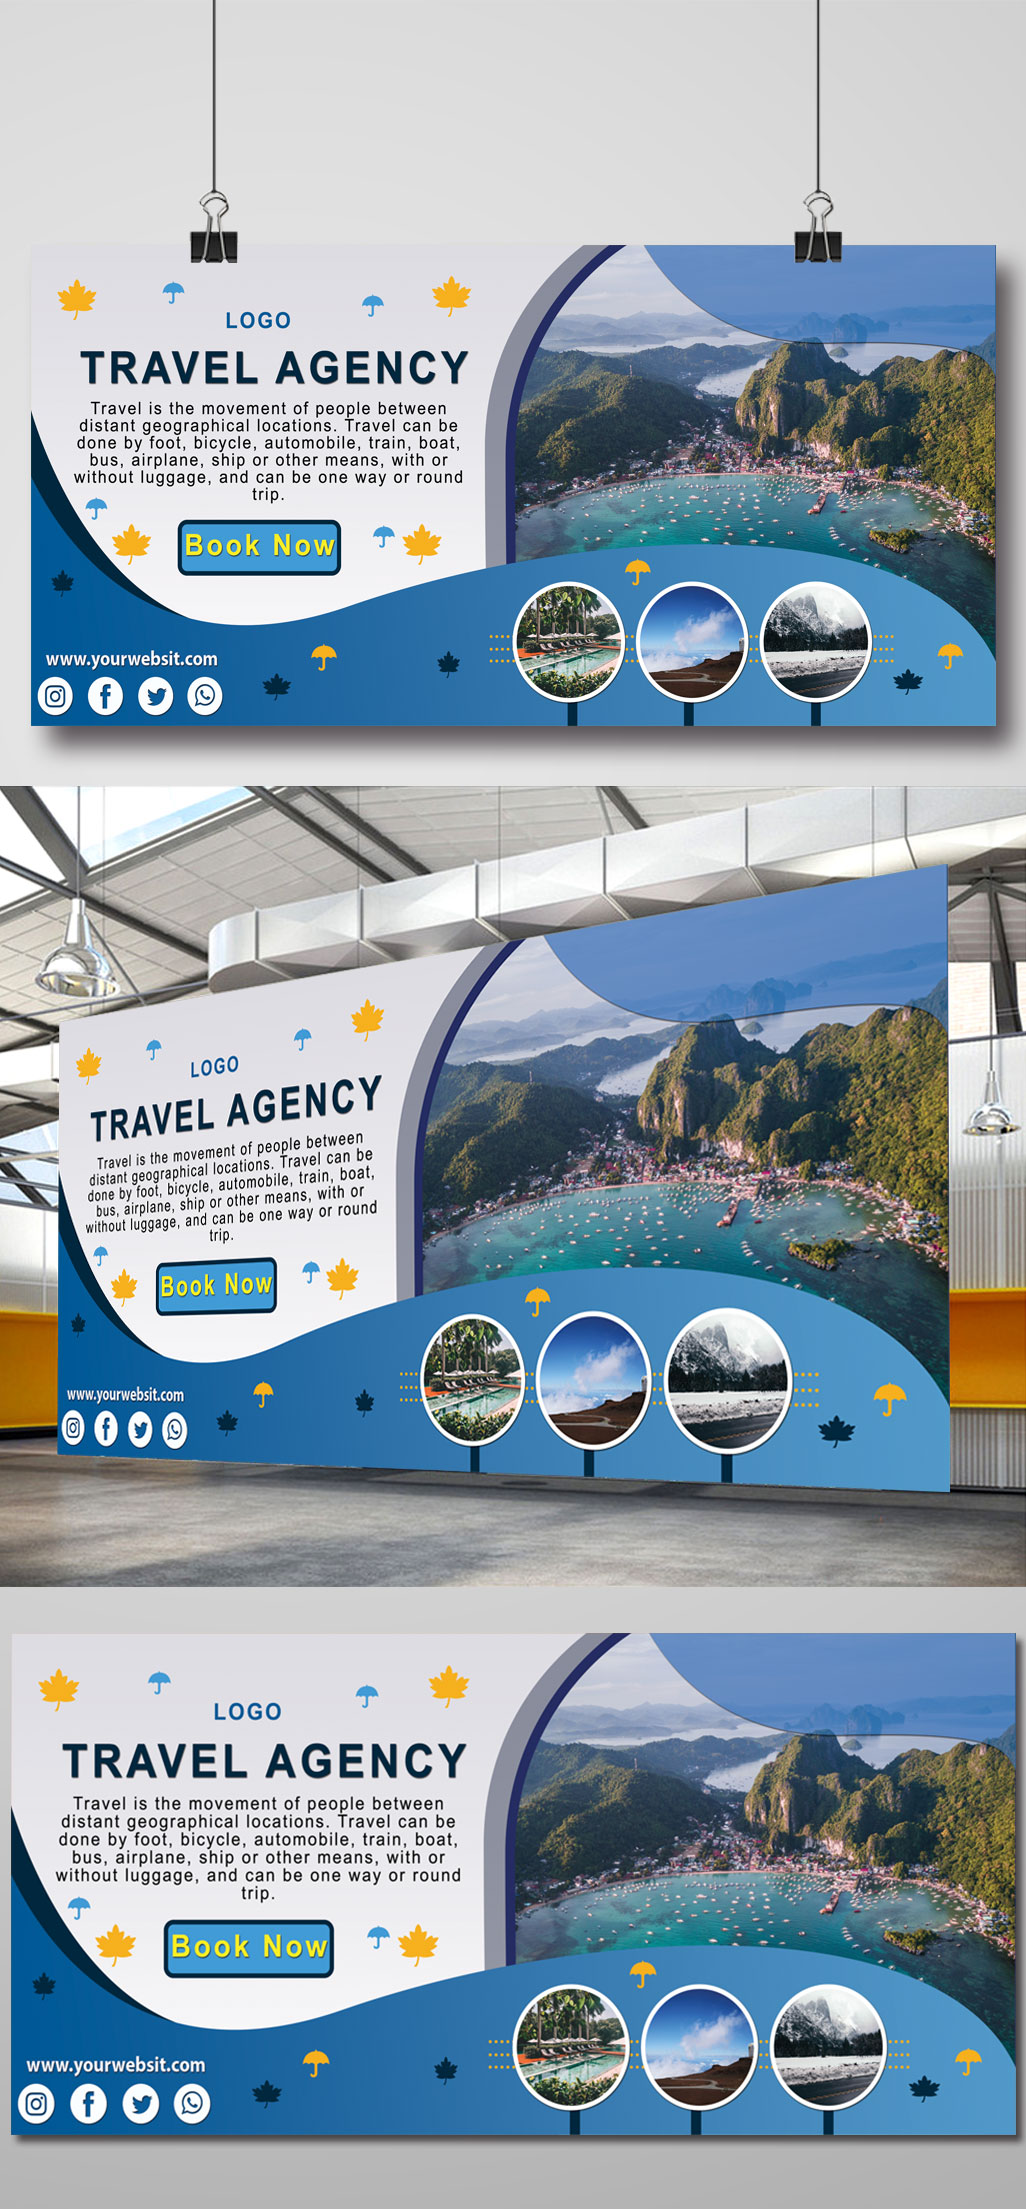 LOGO
TRAVEL AGENCY
Travel is the movement of people between
distant geographical locations. Travel can be
done by foot, bicycle, automobile, train, boat,
bus, airplane, ship or other means, with or
without luggage, and can be one way or round
trip.
Book Now
www.yourwebsit.com
LOGO
TRAVEL AGENCY
Travel is the movement of people between
distant geographical locations. Travel can be
done by foot, bicycle, automobile, train, boat,
bus, airplane, ship or other means, with or
without luggage, and can be one way or round
trip.
Book Now
www.yourwebsit.com
LOGO
TRAVEL AGENCY
Travel is the movement of people between
distant geographical locations. Travel can be
done by foot, bicycle, automobile, train, boat,
bus, airplane, ship or other means, with or
without luggage, and can be one way or round
trip.
Book Now
www.yourwebsit.com